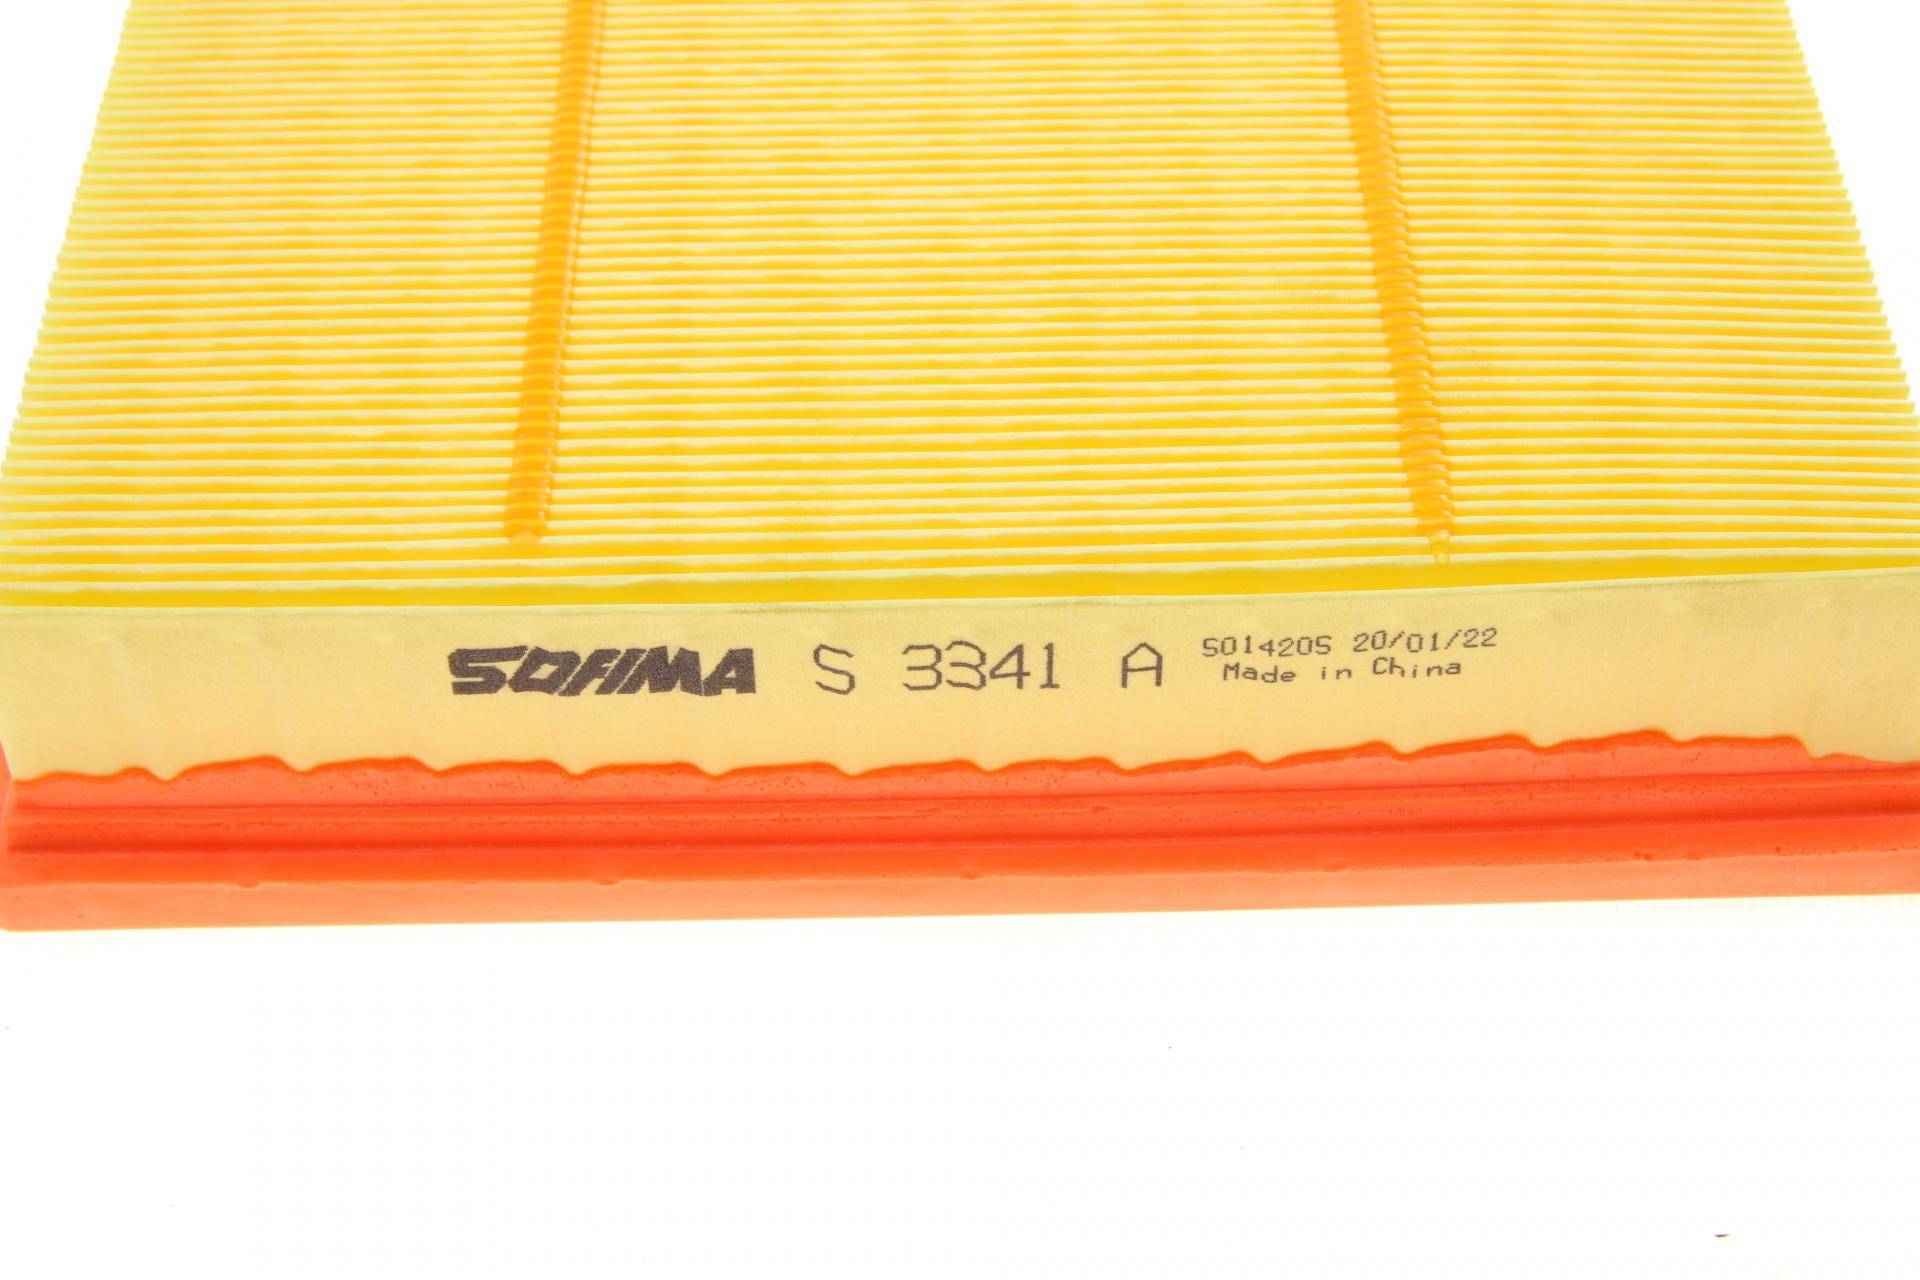 SOFIMA S 3341 A S01420S 20/01/22
Made in China